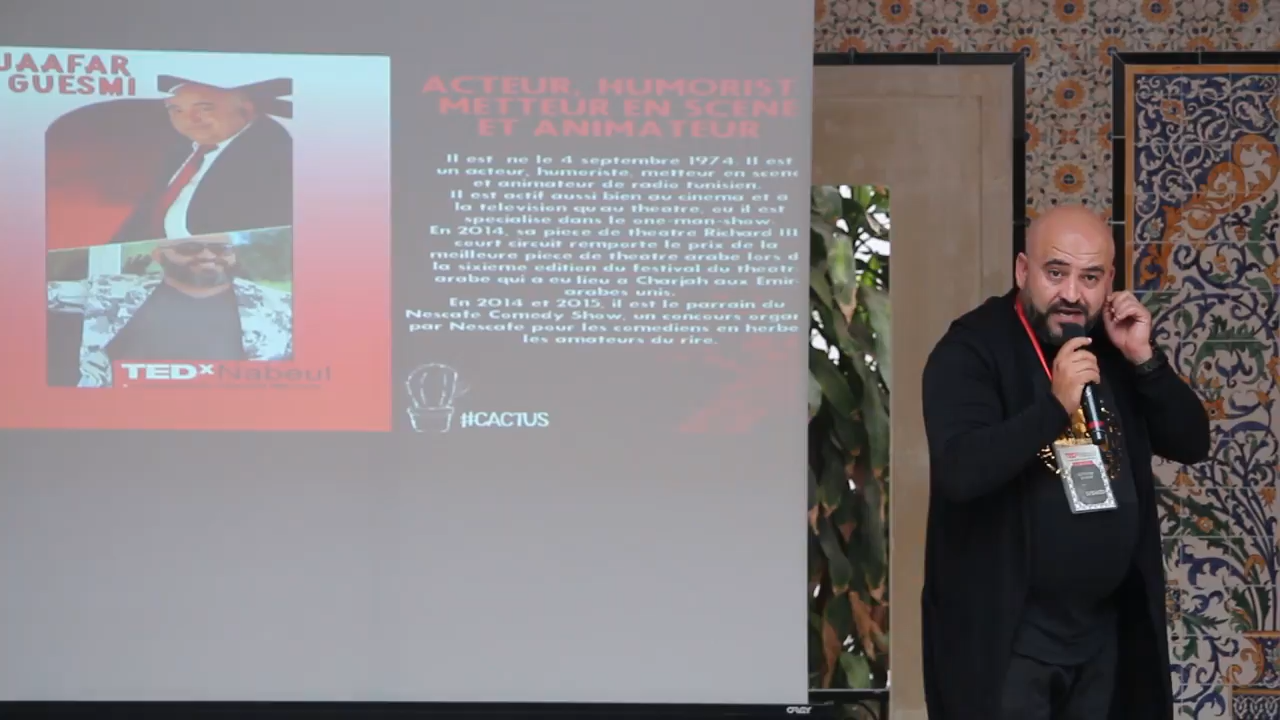 JAAFAR
GUESMI
TEDx Nabeul
ACTEUR, HUMORIST
METTEUR EN SCENE
ET ANIMATEUR
Il est ne le 4 septembre 1974. Il est
un acteur, humoriste, metteur en scene
et animateur de radio tunisien.
Il est actif aussi bien au cinema et a
la television quau theatre, ou il est
specialise dans le one-man-show.
En 2014, sa piece de theatre Richard III
court circuit remporte le prix de la
meilleure piece de theatre arabe lors d
la sixieme edition du festival du theatr
arabe qui a eu lieu a Charjah aux Emir
arabes unis.
En 2014 et 2015, il est le parrain du
Nescafe Comedy Show, un concours organ
par Nescafe pour les comediens en herbe
les amateurs du rire.
#CACTUS